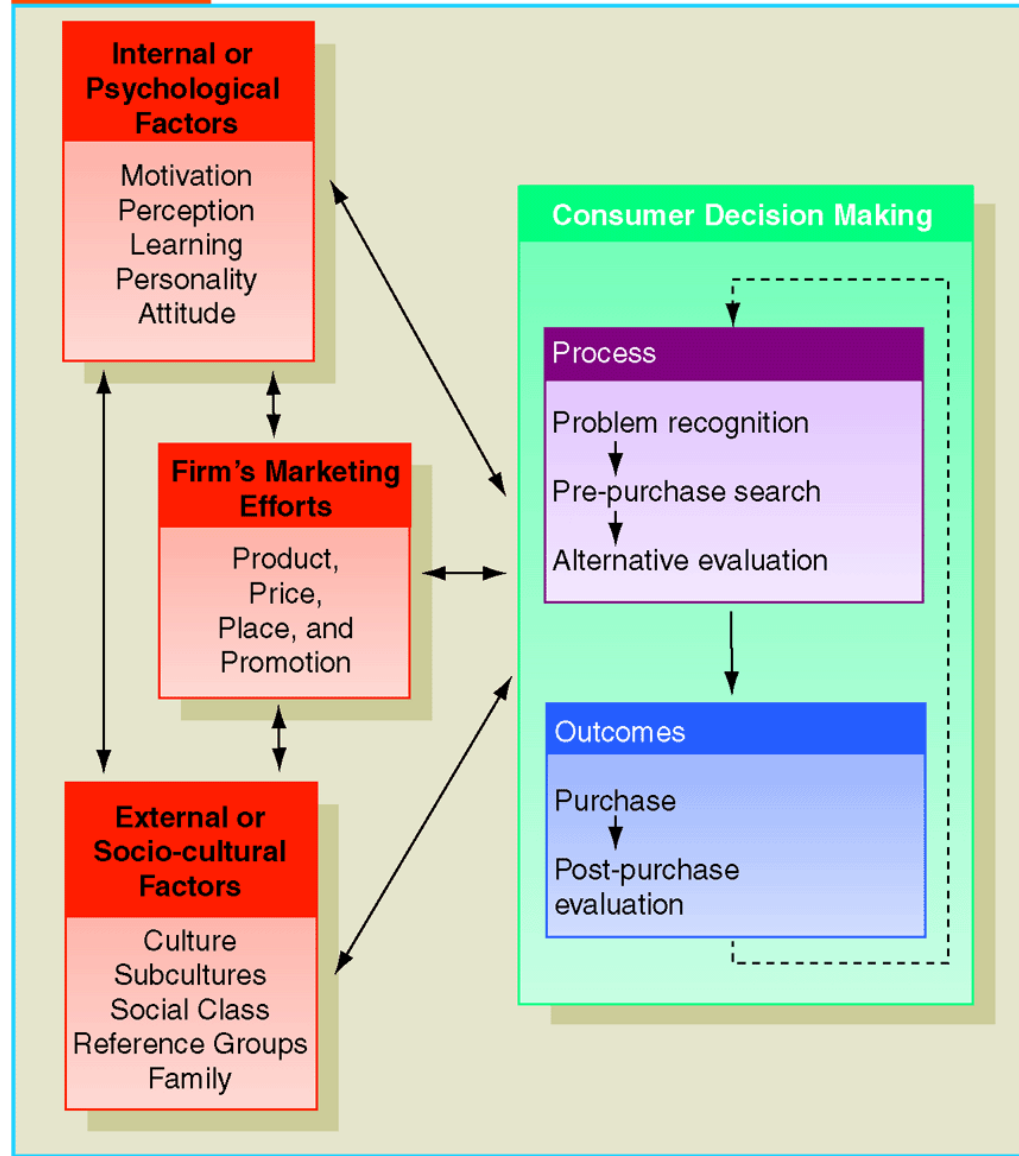 Internal or
Psychological
Factors
Motivation
Perception
Learning
Personality
Attitude
Firm's Marketing
Efforts
Product,
Price,
Place, and
Promotion
External or
Socio-cultural
Factors
Culture
Subcultures
Social Class
Reference Groups
Family
Consumer Decision Making
Process
Problem recognition
Pre-purchase search
Alternative evaluation
Outcomes
Purchase
Post-purchase
evaluation